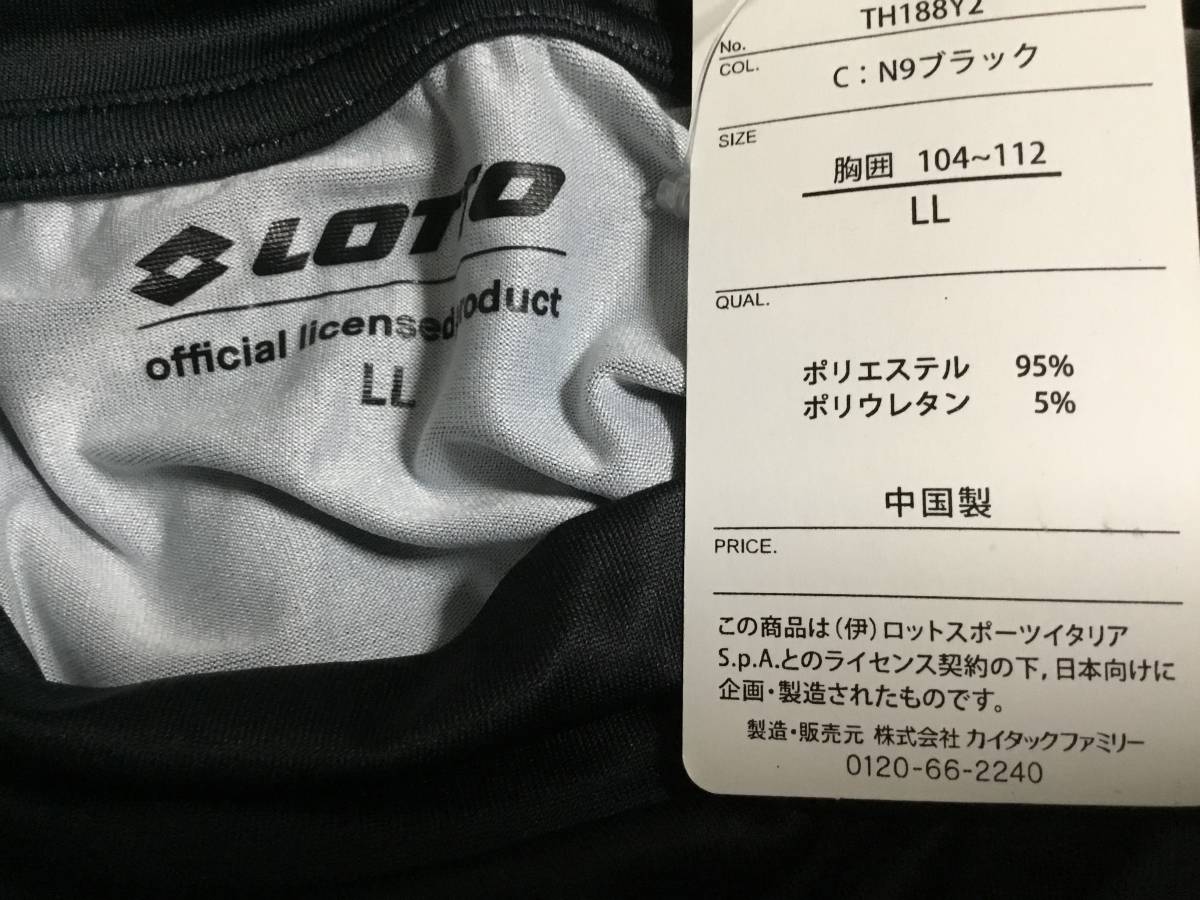 LOTTO
official licensed product
LL
No.
TH188Y2
COL.
C:N9ブラック
SIZE
胸囲 104~112
LL
QUAL.
ポリエステル 95%
ポリウレタン 5%
中国製
PRICE.
この商品は(伊)ロットスポーツイタリア
S.p.A.とのライセンス契約の下,日本向けに
企画・製造されたものです。
製造・販売元 株式会社 カイタックファミリー
0120-66-2240